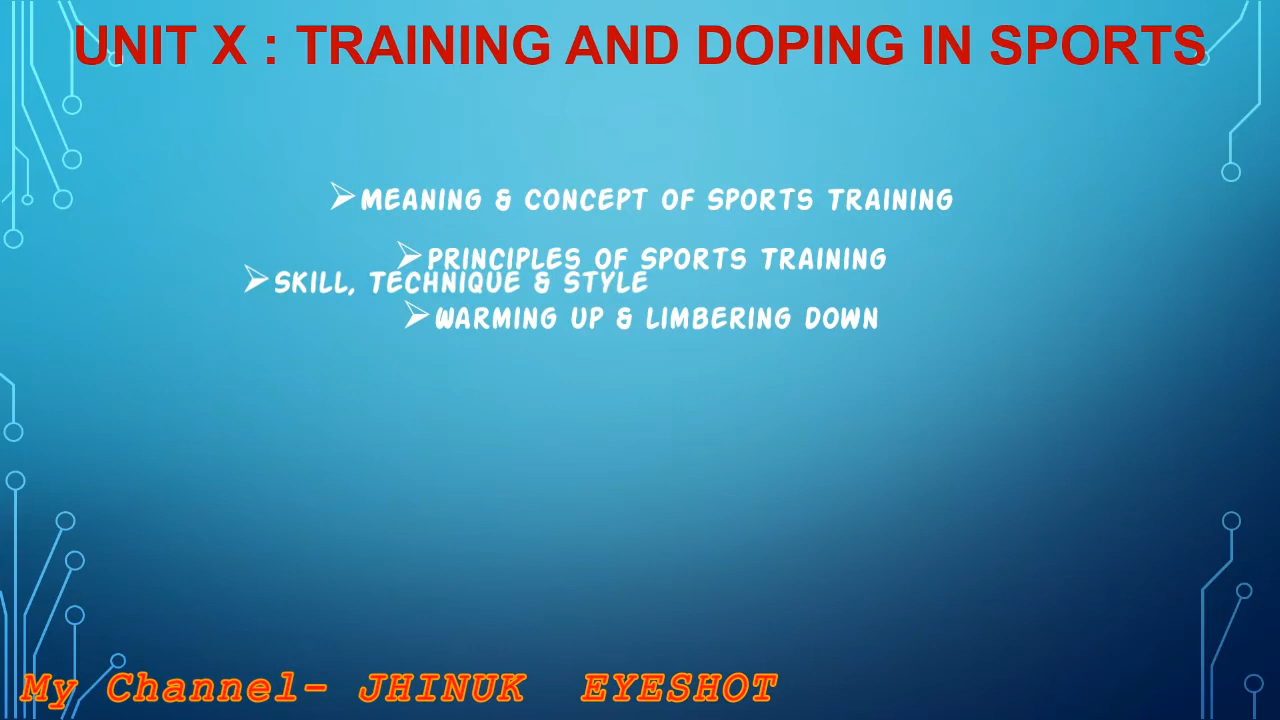 UNIT X : TRAINING AND DOPING IN SPORTS
➢MEANING & CONCEPT OF SPORTS TRAINING
➢PRINCIPLES OF SPORTS TRAINING
➢SKILL, TECHNIQUE & STYLE
➢WARMING UP & LIMBERING DOWN
My Channel- JHINUK EYESHOT